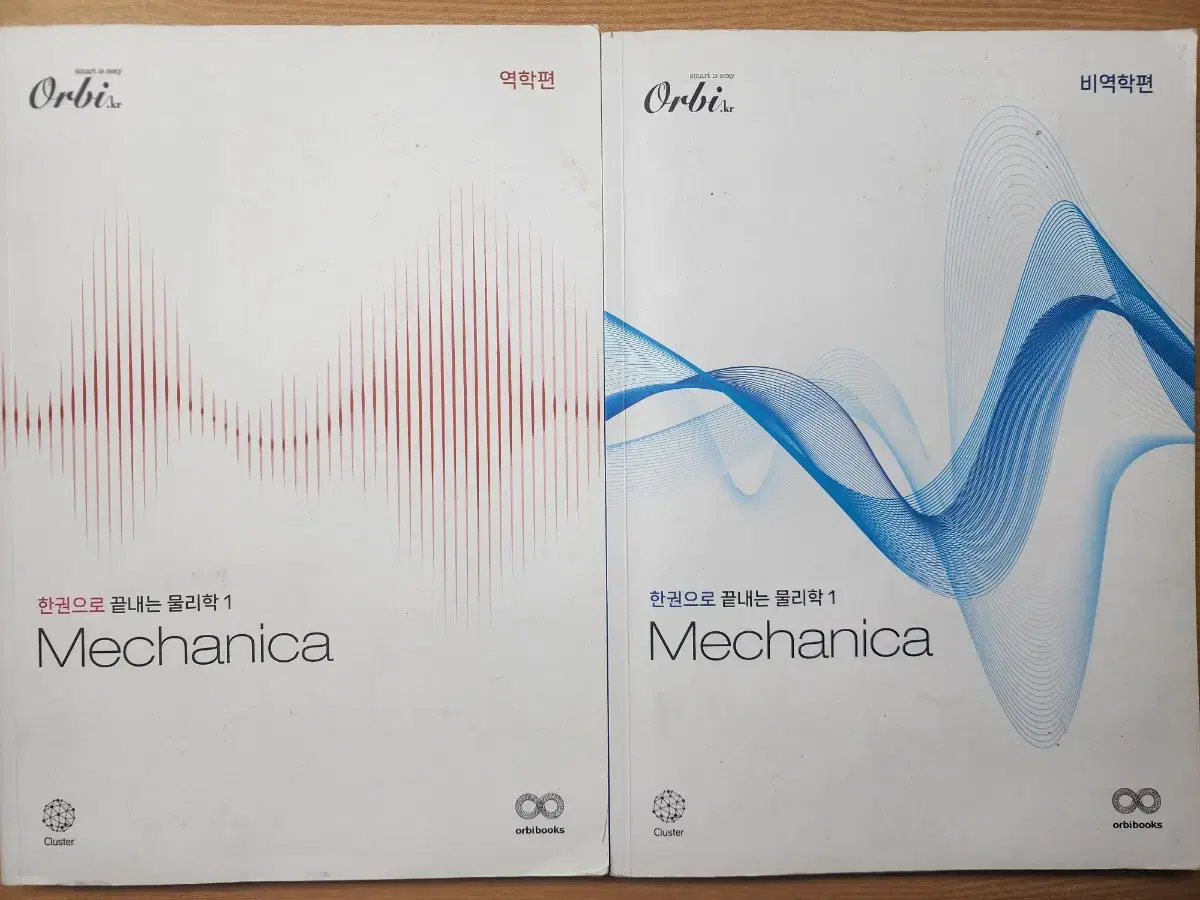 smart is sexy
Orbi.kr
역학편
한권으로 끝내는 물리학 1
Mechanica
Cluster
orbibooks
smart is sexy
Orbi.kr
비역학편
한권으로 끝내는 물리학 1
Mechanica
Cluster
orbibooks